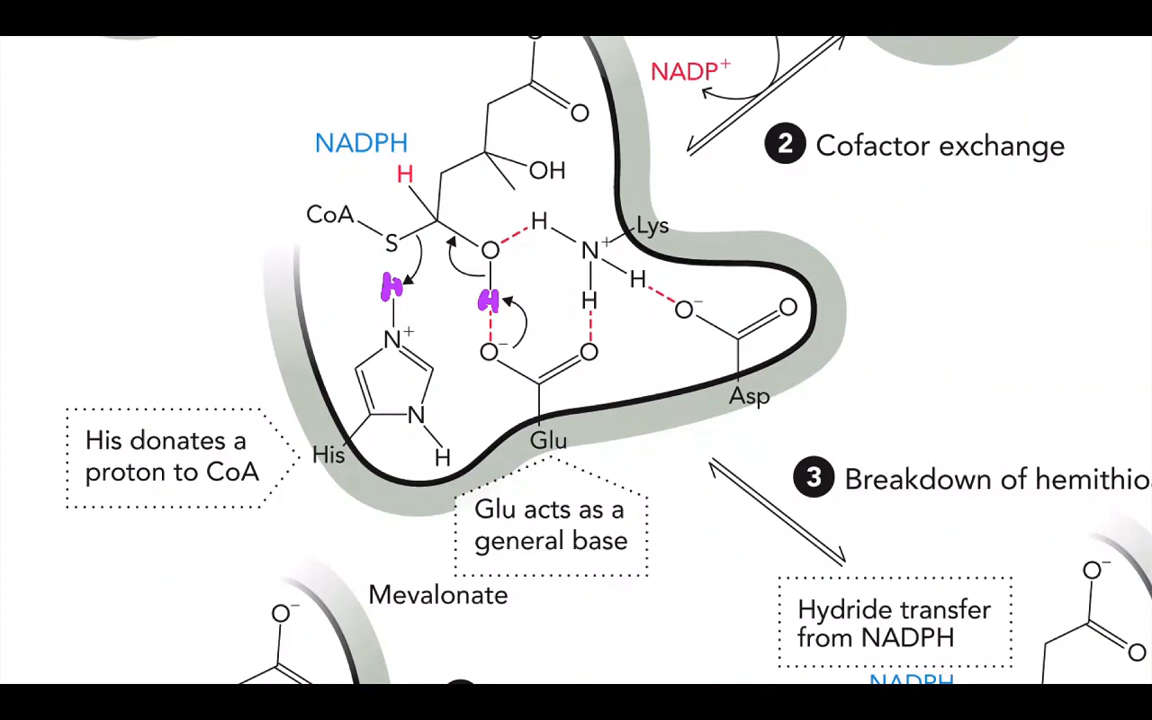 O
NADP⁺
NADPH
2 Cofactor exchange
H
OH
CoA
S
O
H
Lys
N⁺
H
H
H
H
O⁻
O
N⁺
O⁻
O
Asp
N
H
His
Glu
His donates a
proton to CoA
3 Breakdown of hemithio
Glu acts as a
general base
Mevalonate
O⁻
Hydride transfer
from NADPH
NADPH
O⁻
O